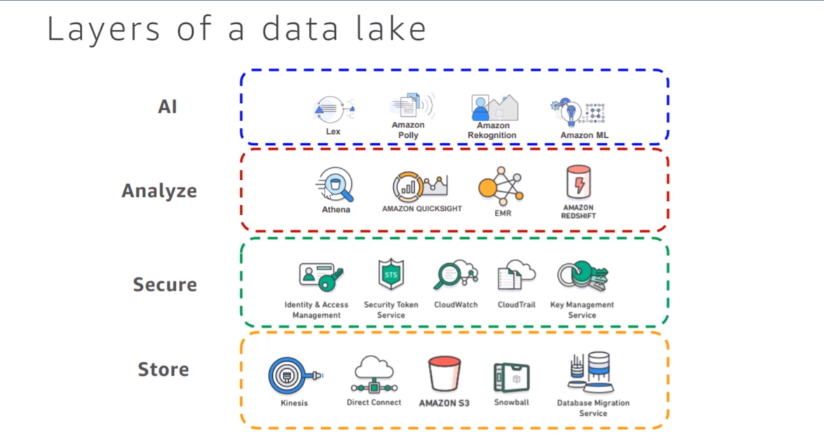 Layers of a data lake
AI
Lex
Amazon
Polly
Amazon
Rekognition
Amazon ML
Analyze
Athena
AMAZON QUICKSIGHT
EMR
AMAZON
REDSHIFT
Secure
STS
Identity & Access
Management
Security Token
Service
CloudWatch
CloudTrail
Key Management
Service
Store
Kinesis
Direct Connect
AMAZON S3
Snowball
Database Migration
Service